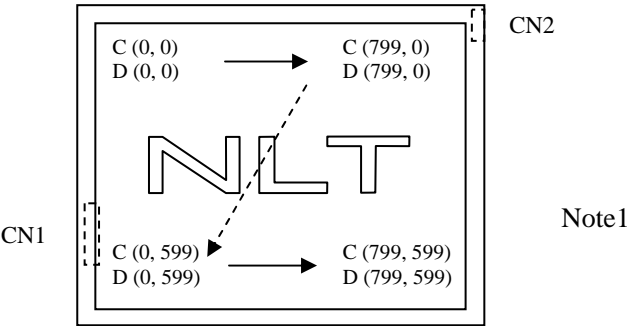 CN2
C (0, 0) C (799, 0)
D (0, 0) D (799, 0)
NLT
Note1
CN1
C (0, 599) C (799, 599)
D (0, 599) D (799, 599)